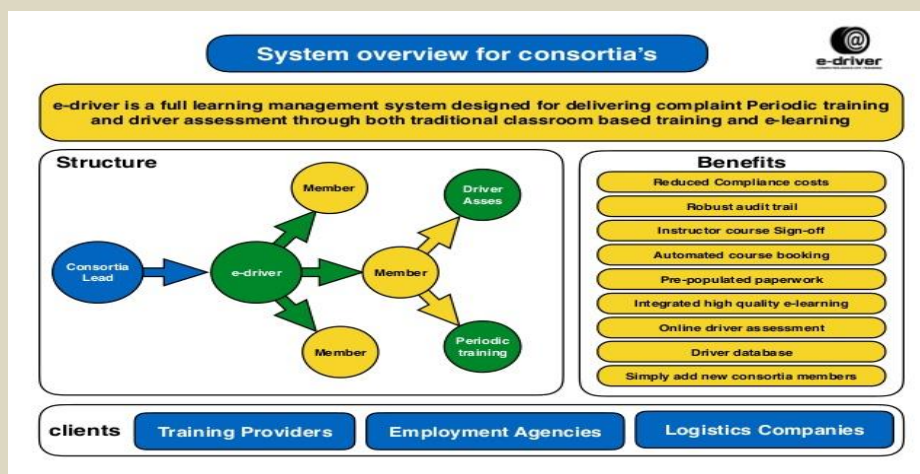 System overview for consortia's
@
e-driver
e-driver is a full learning management system designed for delivering complaint Periodic training
and driver assessment through both traditional classroom based training and e-learning
Structure
Member
Driver
Asses
Consortia
Lead
e-driver
Member
Member
Periodic
training
Benefits
Reduced Compliance costs
Robust audit trail
Instructor course Sign-off
Automated course booking
Pre-populated paperwork
Integrated high quality e-learning
Online driver assessment
Driver database
Simply add new consortia members
clients
Training Providers
Employment Agencies
Logistics Companies